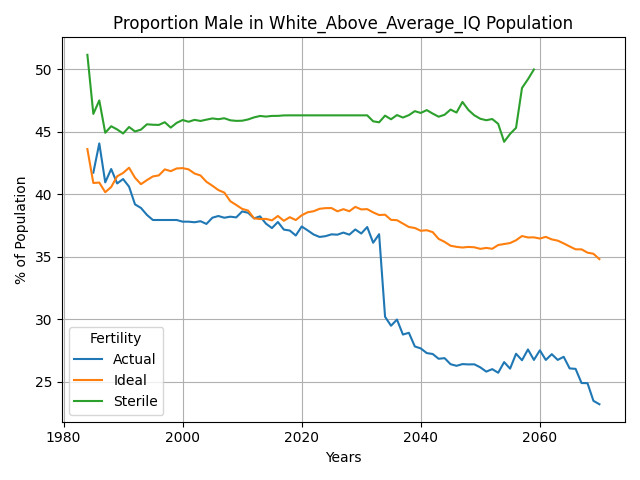 Proportion Male in White_Above_Average_IQ Population
% of Population
50
45
40
35
30
25
Fertility
Actual
Ideal
Sterile
1980
2000
2020
2040
2060
Years